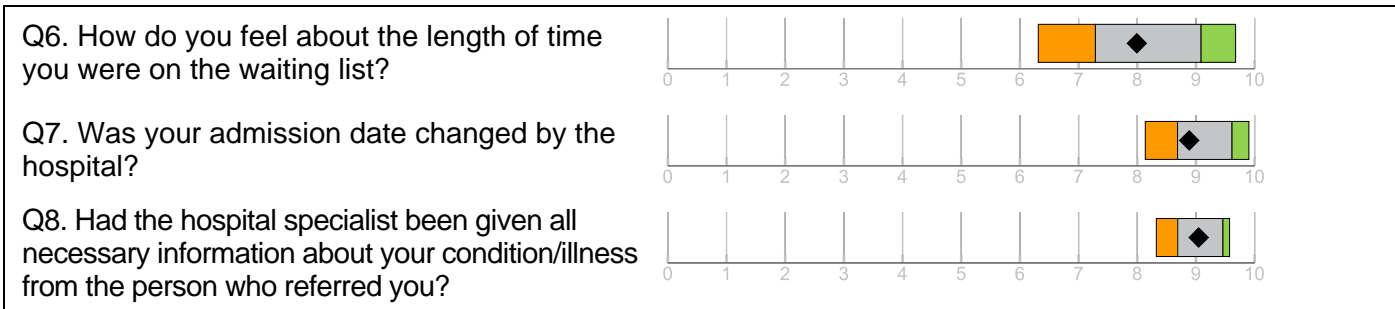 Q6. How do you feel about the length of time
you were on the waiting list?
0 1 2 3 4 5 6 7 8 9 10
Q7. Was your admission date changed by the
hospital?
0 1 2 3 4 5 6 7 8 9 10
Q8. Had the hospital specialist been given all
necessary information about your condition/illness
from the person who referred you?
0 1 2 3 4 5 6 7 8 9 10